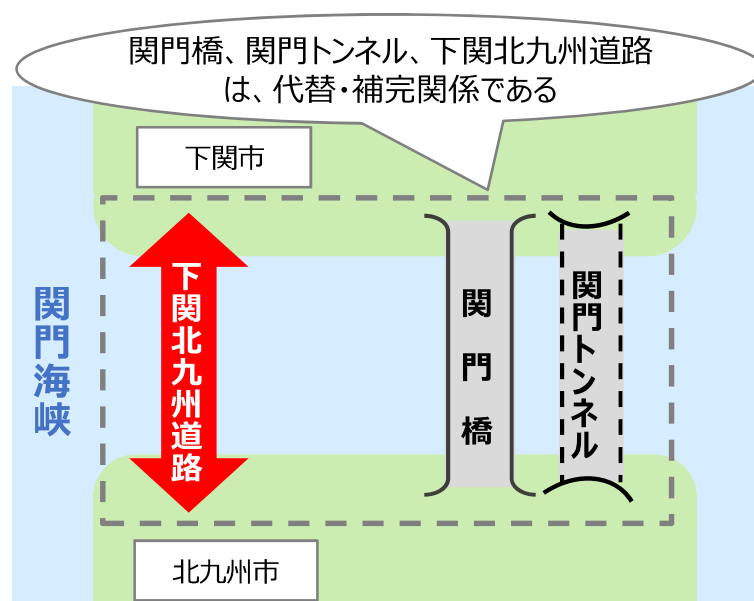 関門橋、関門トンネル、下関北九州道路
は、代替・補完関係である
下関市
関門海峡
下関北九州道路
関門橋
関門トンネル
北九州市